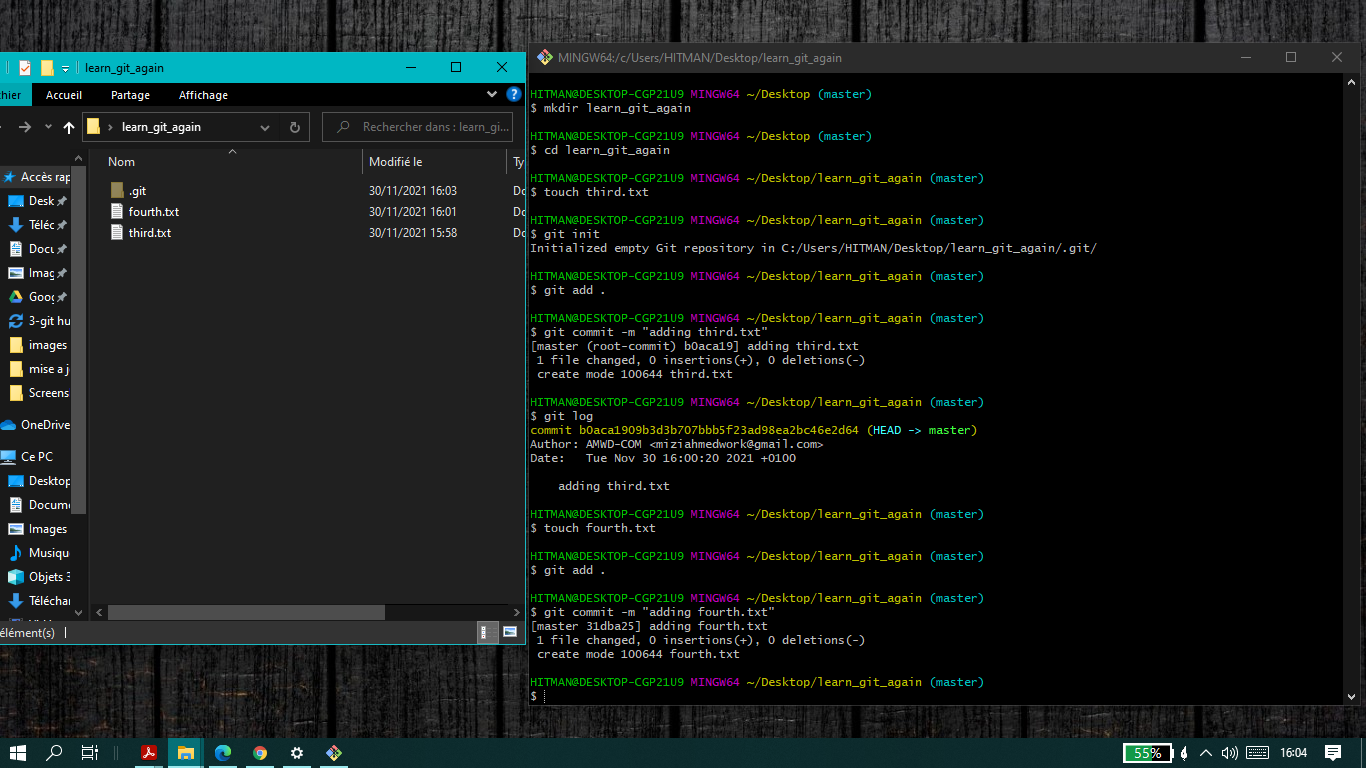 learn_git_again
hier Accueil Partage Affichage
learn_git_again
Rechercher dans : learn_gi...
Nom Modifié le Ty
.git 30/11/2021 16:03 Do
fourth.txt 30/11/2021 16:01 Do
third.txt 30/11/2021 15:58 Do
Accès rap
Desk
Téléc
Docu
Imag
Goog
3-git hu
images
mise a j
Screens
OneDrive
Ce PC
Desktop
Docume
Images
Musique
Objets 3
Téléchar
élément(s)
MINGW64:/c/Users/HITMAN/Desktop/learn_git_again
HITMAN@DESKTOP-CGP21U9 MINGW64 ~/Desktop (master)
$ mkdir learn_git_again
HITMAN@DESKTOP-CGP21U9 MINGW64 ~/Desktop (master)
$ cd learn_git_again
HITMAN@DESKTOP-CGP21U9 MINGW64 ~/Desktop/learn_git_again (master)
$ touch third.txt
HITMAN@DESKTOP-CGP21U9 MINGW64 ~/Desktop/learn_git_again (master)
$ git init
Initialized empty Git repository in C:/Users/HITMAN/Desktop/learn_git_again/.git/
HITMAN@DESKTOP-CGP21U9 MINGW64 ~/Desktop/learn_git_again (master)
$ git add .
HITMAN@DESKTOP-CGP21U9 MINGW64 ~/Desktop/learn_git_again (master)
$ git commit -m "adding third.txt"
[master (root-commit) b0aca19] adding third.txt
1 file changed, 0 insertions(+), 0 deletions(-)
create mode 100644 third.txt
HITMAN@DESKTOP-CGP21U9 MINGW64 ~/Desktop/learn_git_again (master)
$ git log
commit b0aca1909b3d3b707bbb5f23ad98ea2bc46e2d64 (HEAD -> master)
Author: AMWD-COM <miziahmedwork@gmail.com>
Date: Tue Nov 30 16:00:20 2021 +0100
adding third.txt
HITMAN@DESKTOP-CGP21U9 MINGW64 ~/Desktop/learn_git_again (master)
$ touch fourth.txt
HITMAN@DESKTOP-CGP21U9 MINGW64 ~/Desktop/learn_git_again (master)
$ git add .
HITMAN@DESKTOP-CGP21U9 MINGW64 ~/Desktop/learn_git_again (master)
$ git commit -m "adding fourth.txt"
[master 31dba25] adding fourth.txt
1 file changed, 0 insertions(+), 0 deletions(-)
create mode 100644 fourth.txt
HITMAN@DESKTOP-CGP21U9 MINGW64 ~/Desktop/learn_git_again (master)
$
55% 16:04